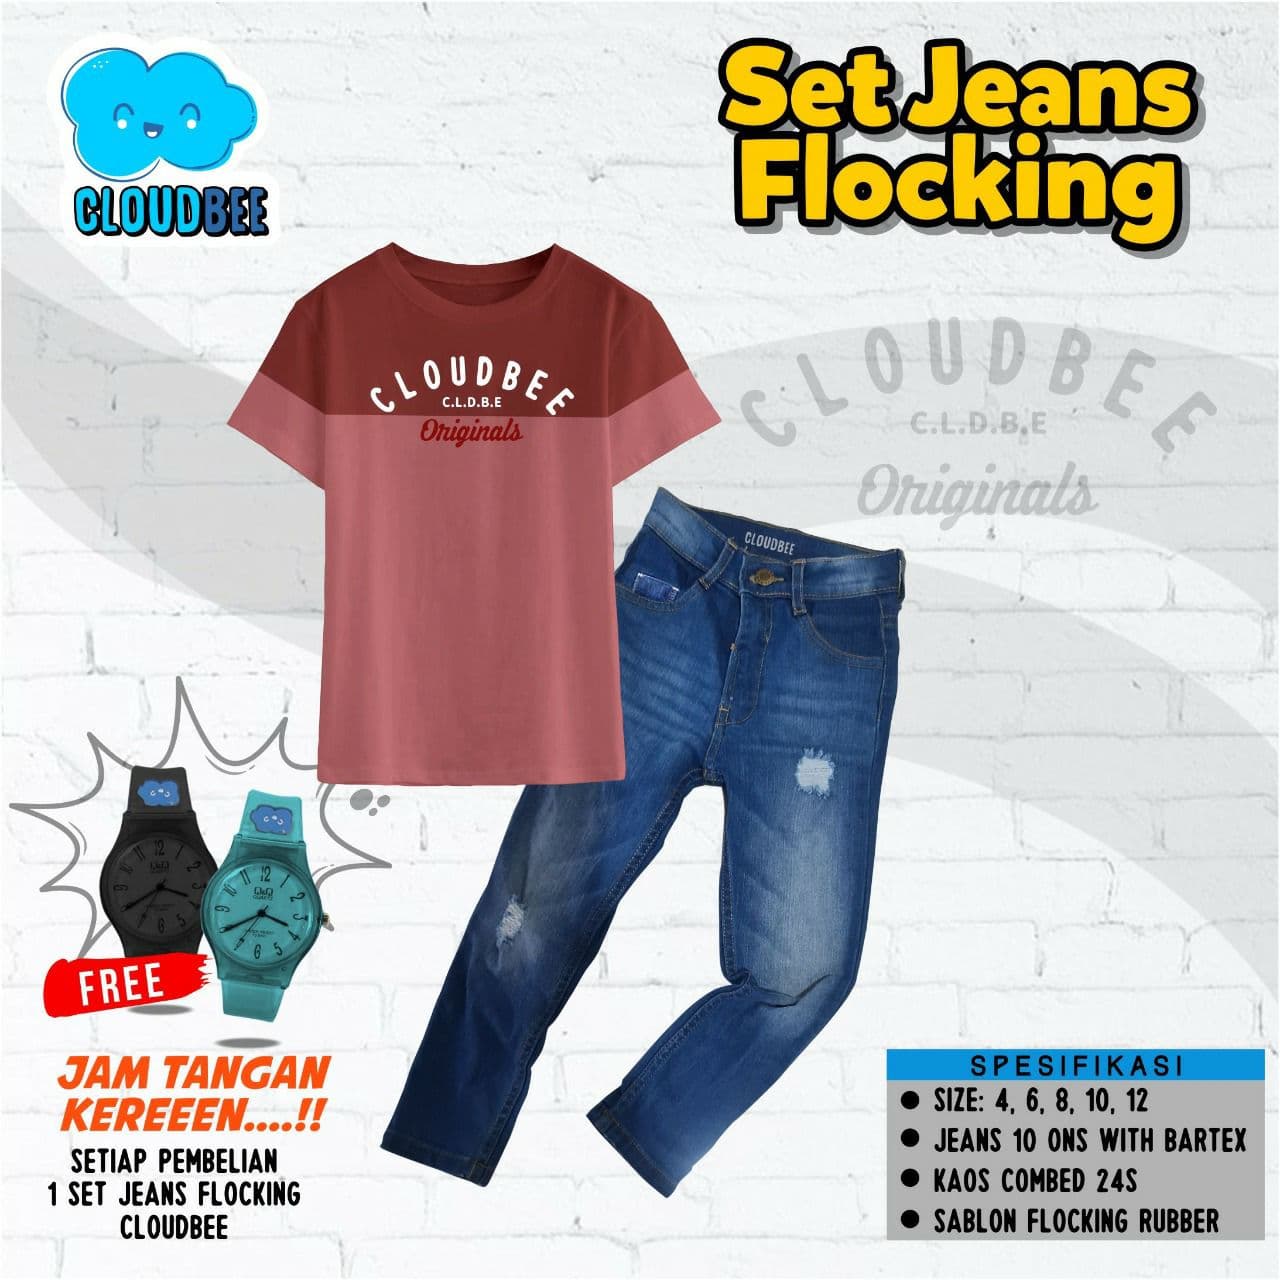 CLOUDBEE
Set Jeans
Flocking
CLOUDBEE
C.L.D.B.E
Originals
CLOUDBEE
C.L.D.B.E
Originals
CLOUDBEE
Q&Q
QUARTZ
FREE
JAM TANGAN
KEREEEN....!!
SETIAP PEMBELIAN
1 SET JEANS FLOCKING
CLOUDBEE
SPESIFIKASI
● SIZE: 4, 6, 8, 10, 12
● JEANS 10 ONS WITH BARTEX
● KAOS COMBED 24S
● SABLON FLOCKING RUBBER